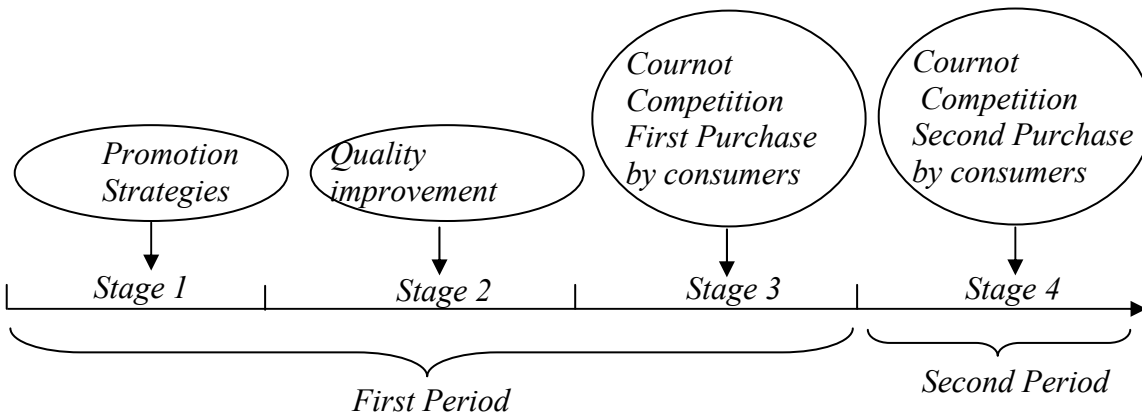 Promotion
Strategies
Quality
improvement
Cournot
Competition
First Purchase
by consumers
Cournot
Competition
Second Purchase
by consumers
Stage 1
Stage 2
Stage 3
Stage 4
First Period
Second Period